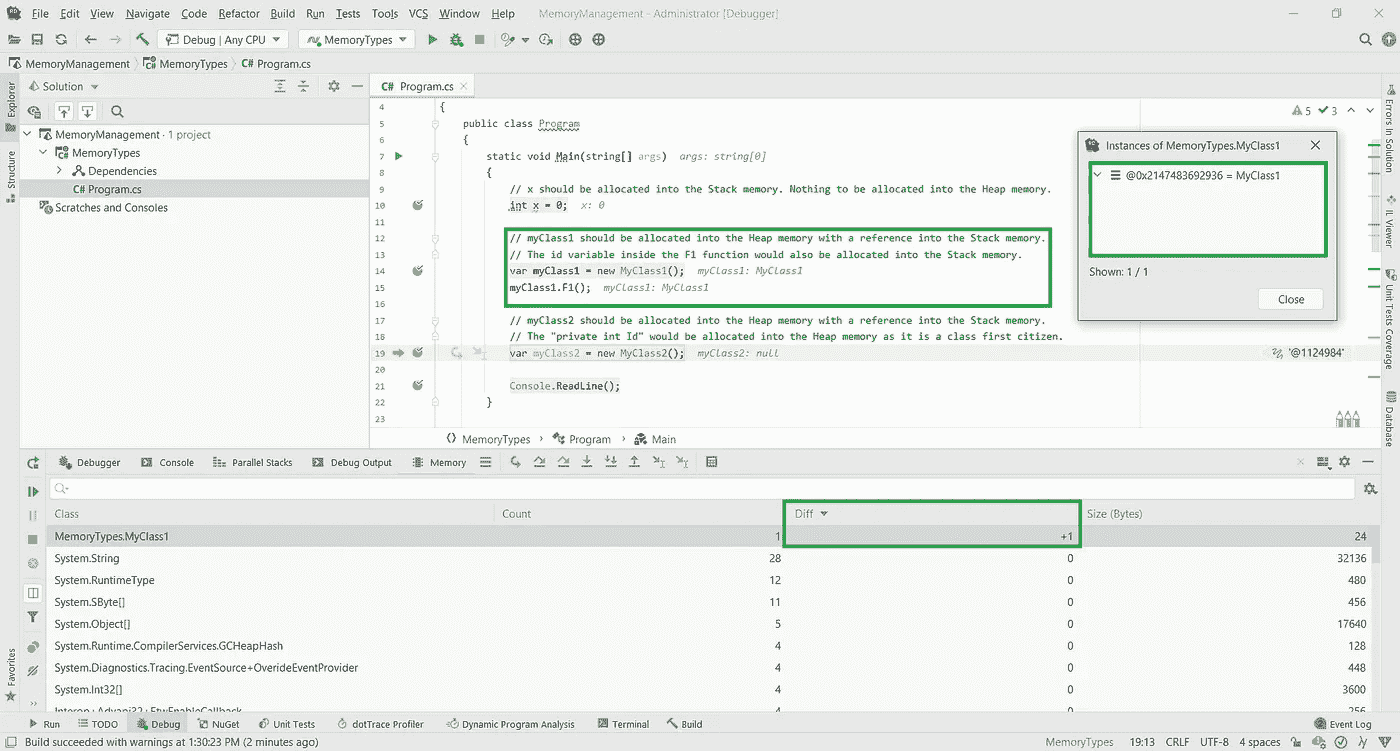 File Edit View Navigate Code Refactor Build Run Tests Tools VCS Window Help MemoryManagement - Administrator [Debugger]
Debug | Any CPU MemoryTypes
MemoryManagement MemoryTypes C# Program.cs
Explorer
Structure
Favorites
Solution
MemoryManagement · 1 project
MemoryTypes
Dependencies
C# Program.cs
Scratches and Consoles
C# Program.cs
5 3
4 {
5 public class Program
6 {
7 static void Main(string[] args) args: string[0]
8 {
9 // x should be allocated into the Stack memory. Nothing to be allocated into the Heap memory.
10 int x = 0; x: 0
11
12 // myClass1 should be allocated into the Heap memory with a reference into the Stack memory.
13 // The id variable inside the F1 function would also be allocated into the Stack memory.
14 var myClass1 = new MyClass1(); myClass1: MyClass1
15 myClass1.F1(); myClass1: MyClass1
16
17 // myClass2 should be allocated into the Heap memory with a reference into the Stack memory.
18 // The "private int Id" would be allocated into the Heap memory as it is a class first citizen.
19 var myClass2 = new MyClass2(); myClass2: null '@1124984'
20
21 Console.ReadLine();
22 }
23
MemoryTypes Program Main
Instances of MemoryTypes.MyClass1
@0x2147483692936 = MyClass1
Shown: 1 / 1
Close
Errors In Solution
IL Viewer
Unit Tests Coverage
Database
Debugger Console Parallel Stacks Debug Output Memory
Class Count Diff Size (Bytes)
MemoryTypes.MyClass1 1 +1 24
System.String 28 0 32136
System.RuntimeType 12 0 480
System.SByte[] 11 0 456
System.Object[] 5 0 17640
System.Runtime.CompilerServices.GCHeapHash 4 0 128
System.Diagnostics.Tracing.EventSource+OverideEventProvider 4 0 448
System.Int32[] 4 0 3600
Interop+Advapi32+EtwEnableCallback 4 0 256
Run TODO Debug NuGet Unit Tests dotTrace Profiler Dynamic Program Analysis Terminal Build Event Log
Build succeeded with warnings at 1:30:23 PM (2 minutes ago) MemoryTypes 19:13 CRLF UTF-8 4 spaces